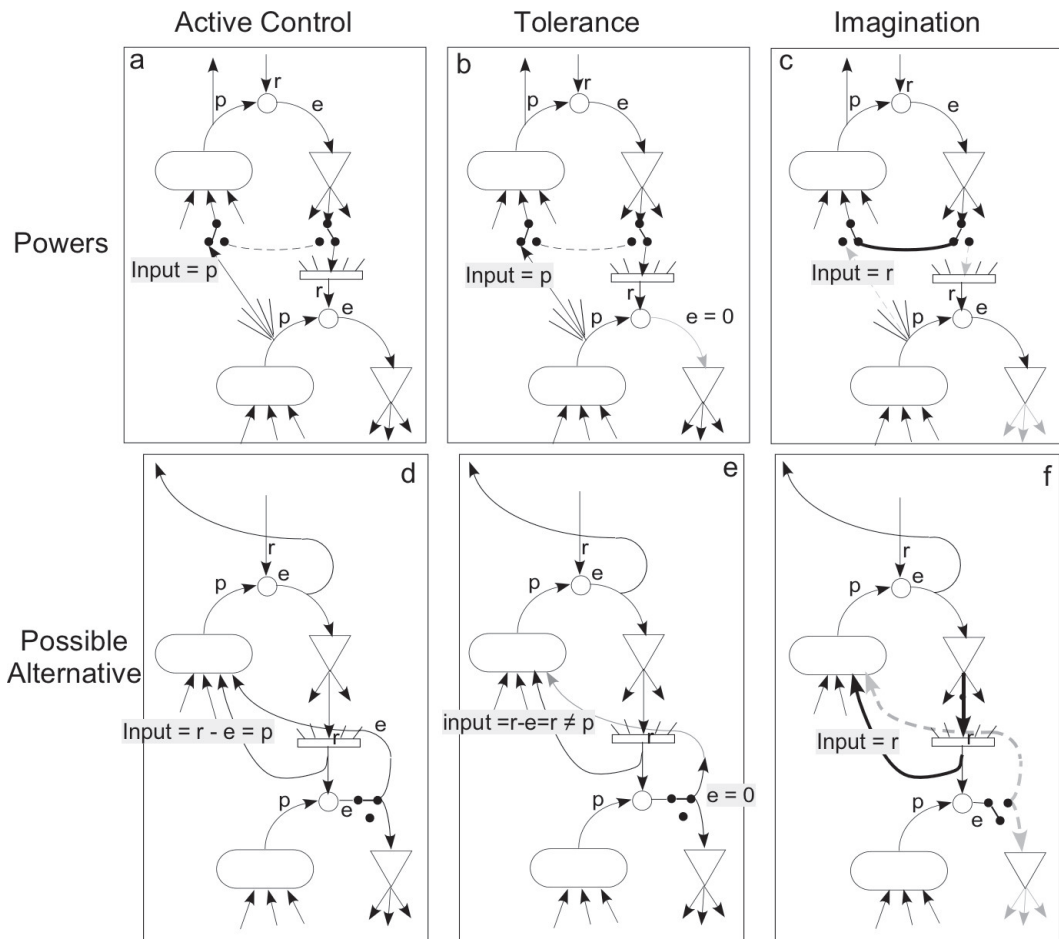 Active Control
Tolerance
Imagination
Powers
a
r
p
e
Input = p
r
p
e
b
r
p
e
Input = p
r
p
e = 0
c
r
p
e
Input = r
r
p
e
Possible
Alternative
d
r
p
e
Input = r - e = p
e
r
p
e
e
r
p
e
input =r-e=r ≠ p
r
p
e = 0
f
r
p
e
Input = r
r
p
e